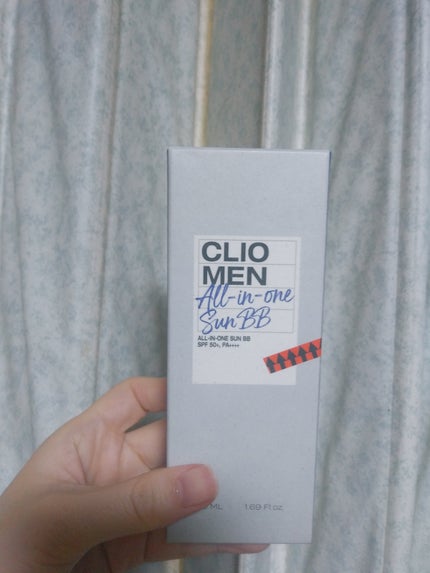 CLIO
MEN
All-in-one
Sun BB
ALL-IN-ONE SUN BB
SPF 50+, PA++++
ML 1.69 Fl.oz.